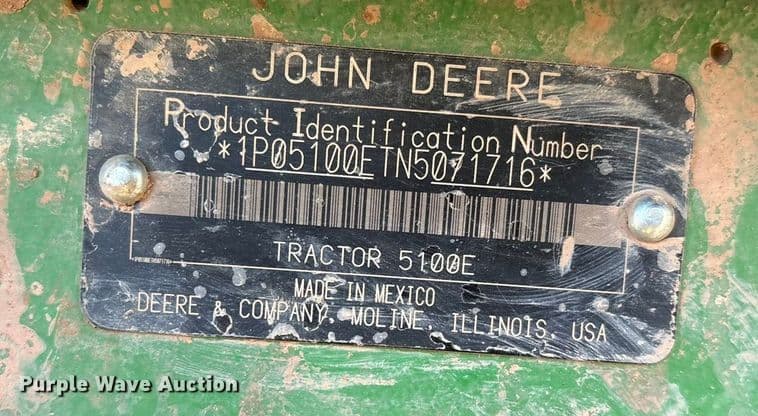 JOHN DEERE
Product Identification Number
*1P05100ETN5071716*
TRACTOR 5100E
MADE IN MEXICO
DEERE & COMPANY, MOLINE, ILLINOIS, USA
Purple Wave Auction